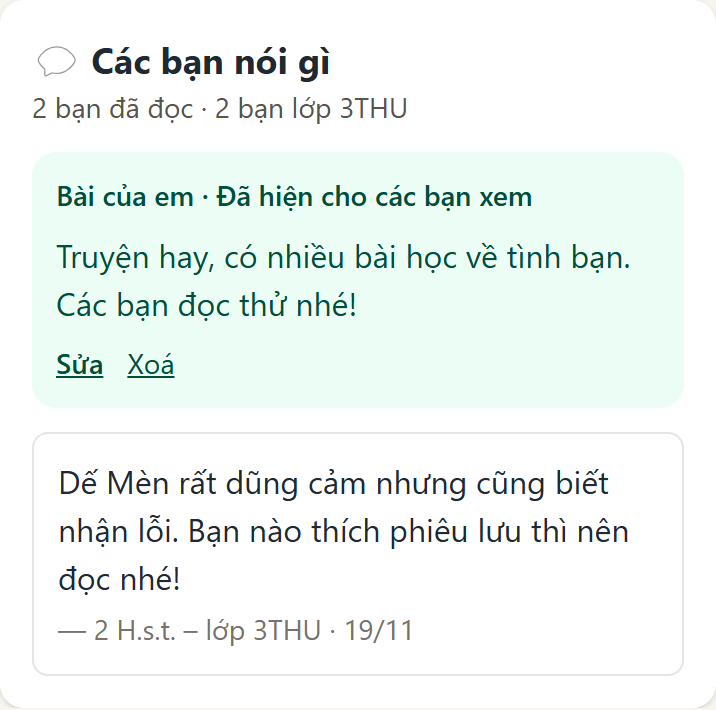 Các bạn nói gì
2 bạn đã đọc · 2 bạn lớp 3THU
Bài của em · Đã hiện cho các bạn xem
Truyện hay, có nhiều bài học về tình bạn.
Các bạn đọc thử nhé!
Sửa Xoá
Dế Mèn rất dũng cảm nhưng cũng biết
nhận lỗi. Bạn nào thích phiêu lưu thì nên
đọc nhé!
— 2 H.s.t. – lớp 3THU · 19/11